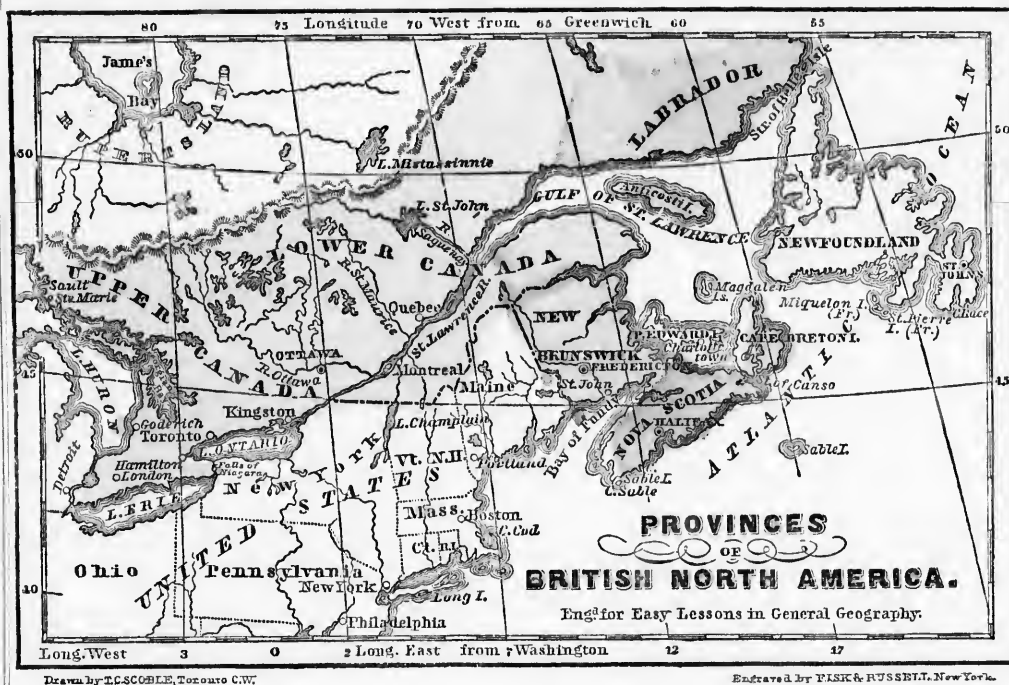 80 75 Longitude 70 West from 65 Greenwich 60 55
Jame's
Bay
RUPERTSLAND
L. Mistassinnie
LABRADOR
Str. of Belle Isle
OCEAN
50
50
Anticosti I.
GULF OF ST. LAWRENCE
L. St. John
R. Saguenay
LOWER CANADA
NEWFOUNDLAND
ST. JOHNS
UPPER CANADA
Sault
Ste Marie
R. St. Maurice
Quebec
St. Lawrence R.
Magdalen
Is.
Miquelon I.
(Fr)
St. Pierre
I. (Fr)
C. Race
NEW
BRUNSWICK
P. EDWARD I.
Charlotte
town
CAPE BRETON I.
OTTAWA
R. Ottawa
Montreal
Maine
FREDERICTON
St. John
G. of Canso
45
45
L. HURON
Kingston
L. Champlain
NOVA SCOTIA
HALIFAX
Bay of Fundy
ATLANTIC
Goderich
Toronto
L. ONTARIO
Vt. N.H
Portland
Sable I.
Sable I.
C. Sable
Detroit
Hamilton
London
Falls of
Niagara
New York
L. ERIE
UNITED STATES
Mass.
Boston
C. Cod
Ct. R.I.
Ohio
Pennsylvania
New York
Long I.
Philadelphia
40
PROVINCES
OF
BRITISH NORTH AMERICA.
Engd. for Easy Lessons in General Geography.
Long. West 3 0 2 Long. East from 7 Washington 12 17
Drawn by T.C. SCOBLE, Toronto C.W.
Engraved by FISK & RUSSELL. New York.